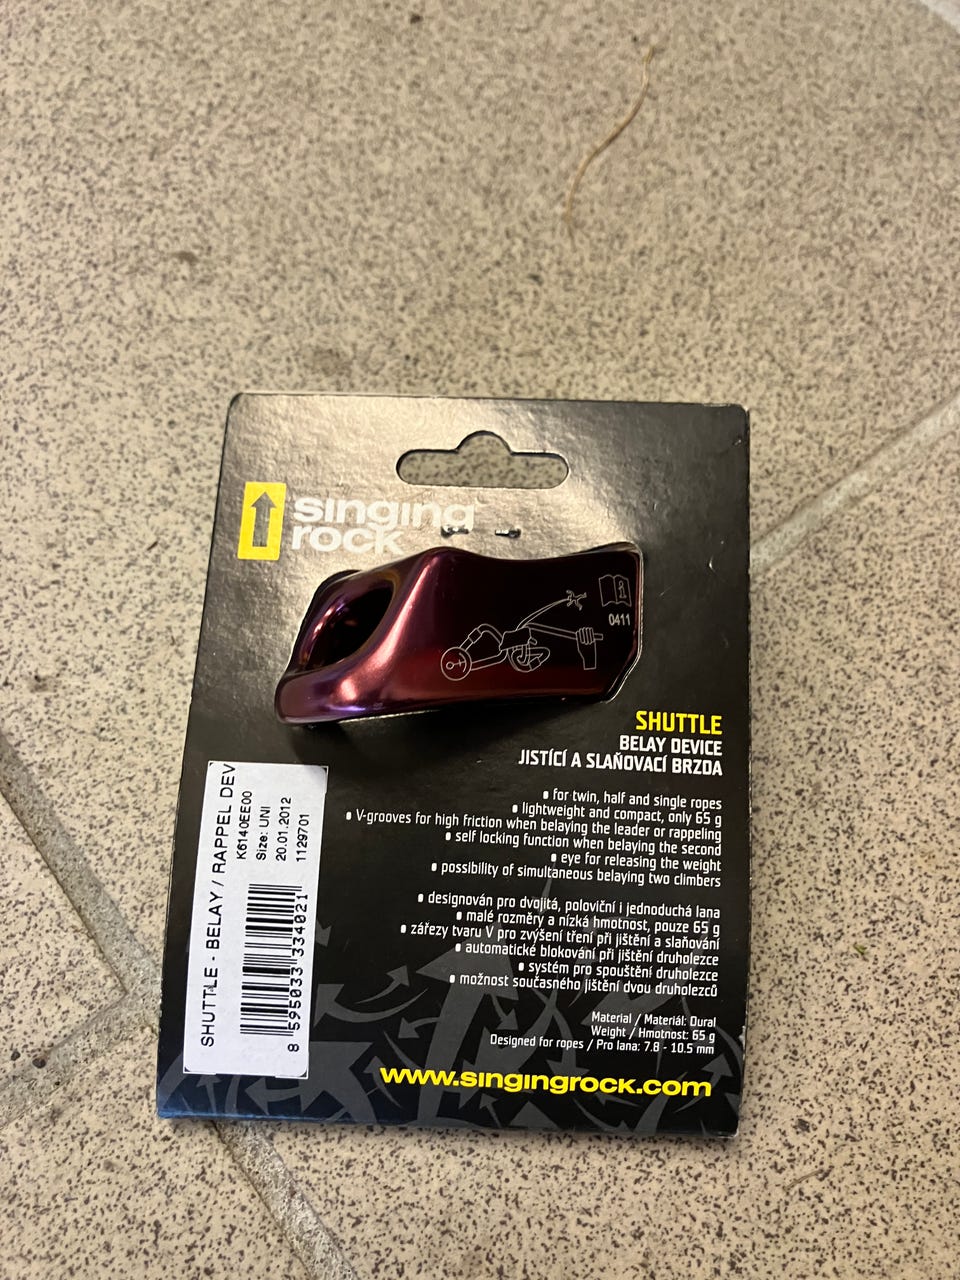 singing
rock
0411
SHUTTLE
BELAY DEVICE
JISTÍCÍ A SLAŇOVACÍ BRZDA
for twin, half and single ropes
lightweight and compact, only 65 g
V-grooves for high friction when belaying the leader or rappeling
self locking function when belaying the second
eye for releasing the weight
possibility of simultaneous belaying two climbers
designován pro dvojitá, poloviční i jednoduchá lana
malé rozměry a nízká hmotnost, pouze 65 g
zářezy tvaru V pro zvýšení tření při jištění a slaňování
automatické blokování při jištění druholezce
systém pro spouštění druholezce
možnost současného jištění dvou druholezců
Material / Materiál: Dural
Weight / Hmotnost: 65 g
Designed for ropes / Pro lana: 7.8 - 10.5 mm
www.singingrock.com
SHUTTLE - BELAY / RAPPEL DEV
K6140EE00
Size: UNI
20.01.2012
1129701
8 595033 334021